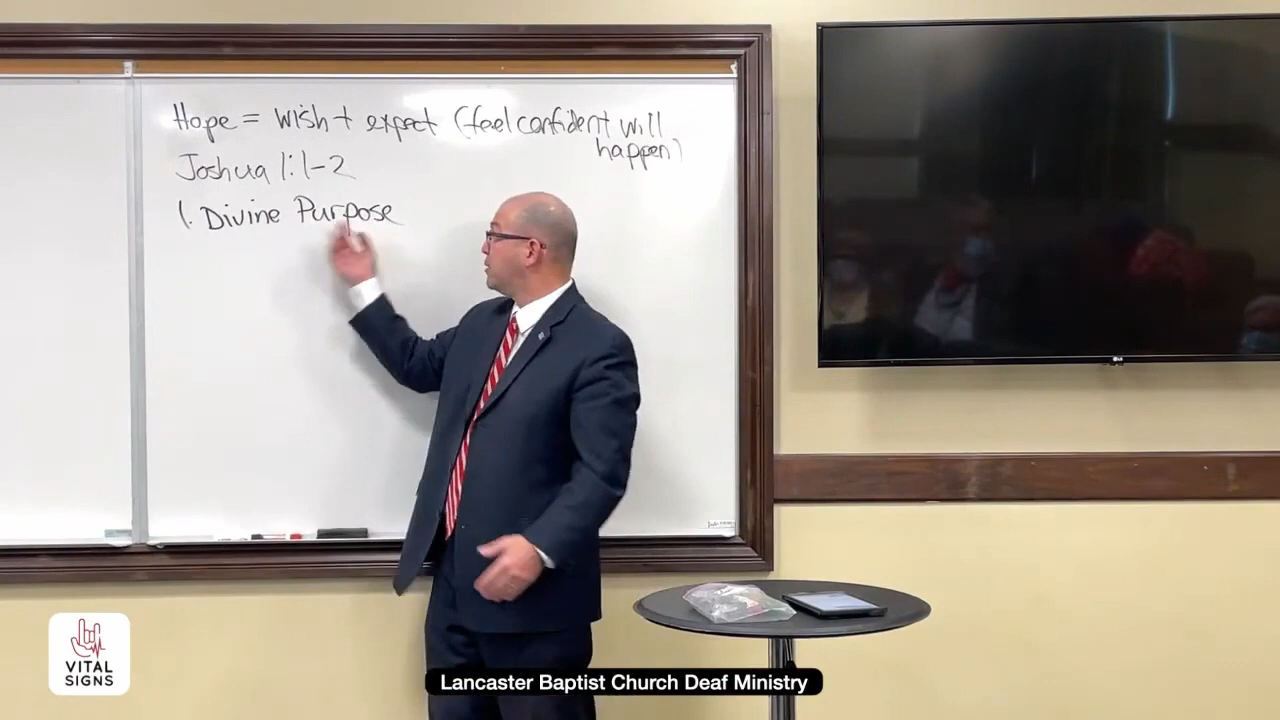 Hope = wish + expect (feel confident will
happen)
Joshua 1:1-2
1. Divine Purpose
LG
VITAL
SIGNS
Lancaster Baptist Church Deaf Ministry